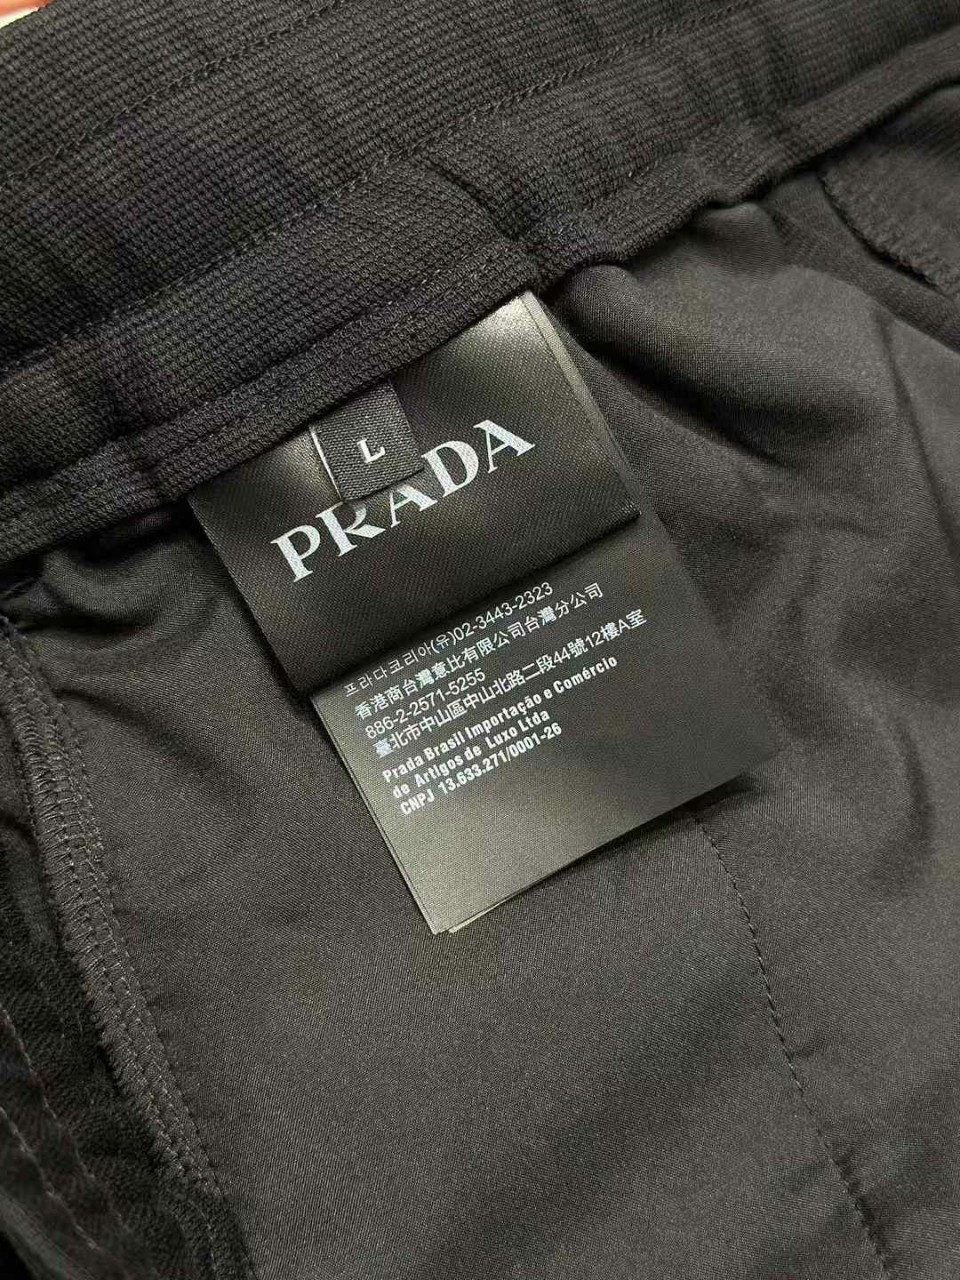 L
PRADA
프라다코리아(유)02-3443-2323
香港商台灣意比有限公司台灣分公司
886-2-2571-5255
臺北市中山區中山北路二段44號12樓A室
Prada Brasil Importação e Comércio
de Artigos de Luxo Ltda
CNPJ 13.633.271/0001-26